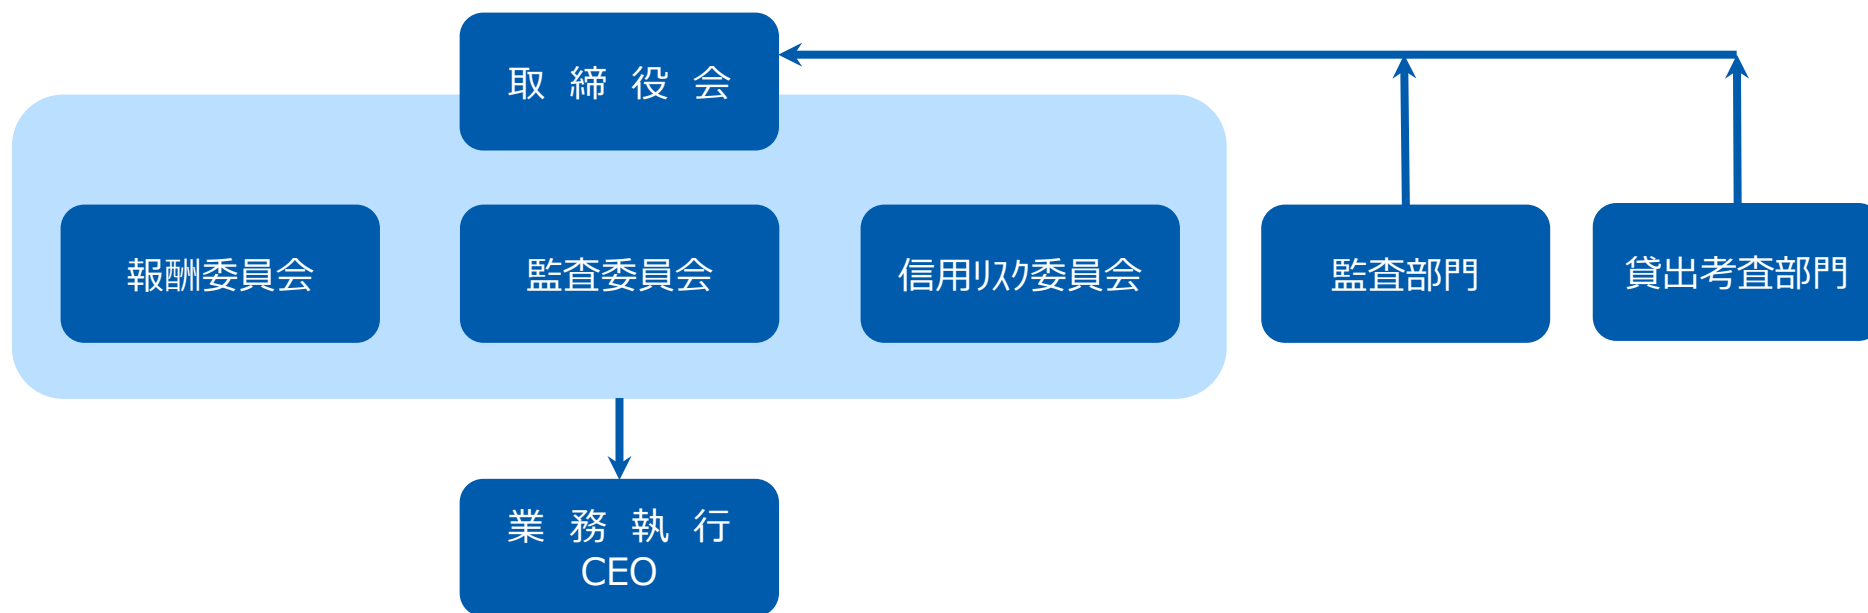 取 締 役 会
報酬委員会
監査委員会
信用ﾘｽｸ委員会
監査部門
貸出考査部門
業 務 執 行
CEO